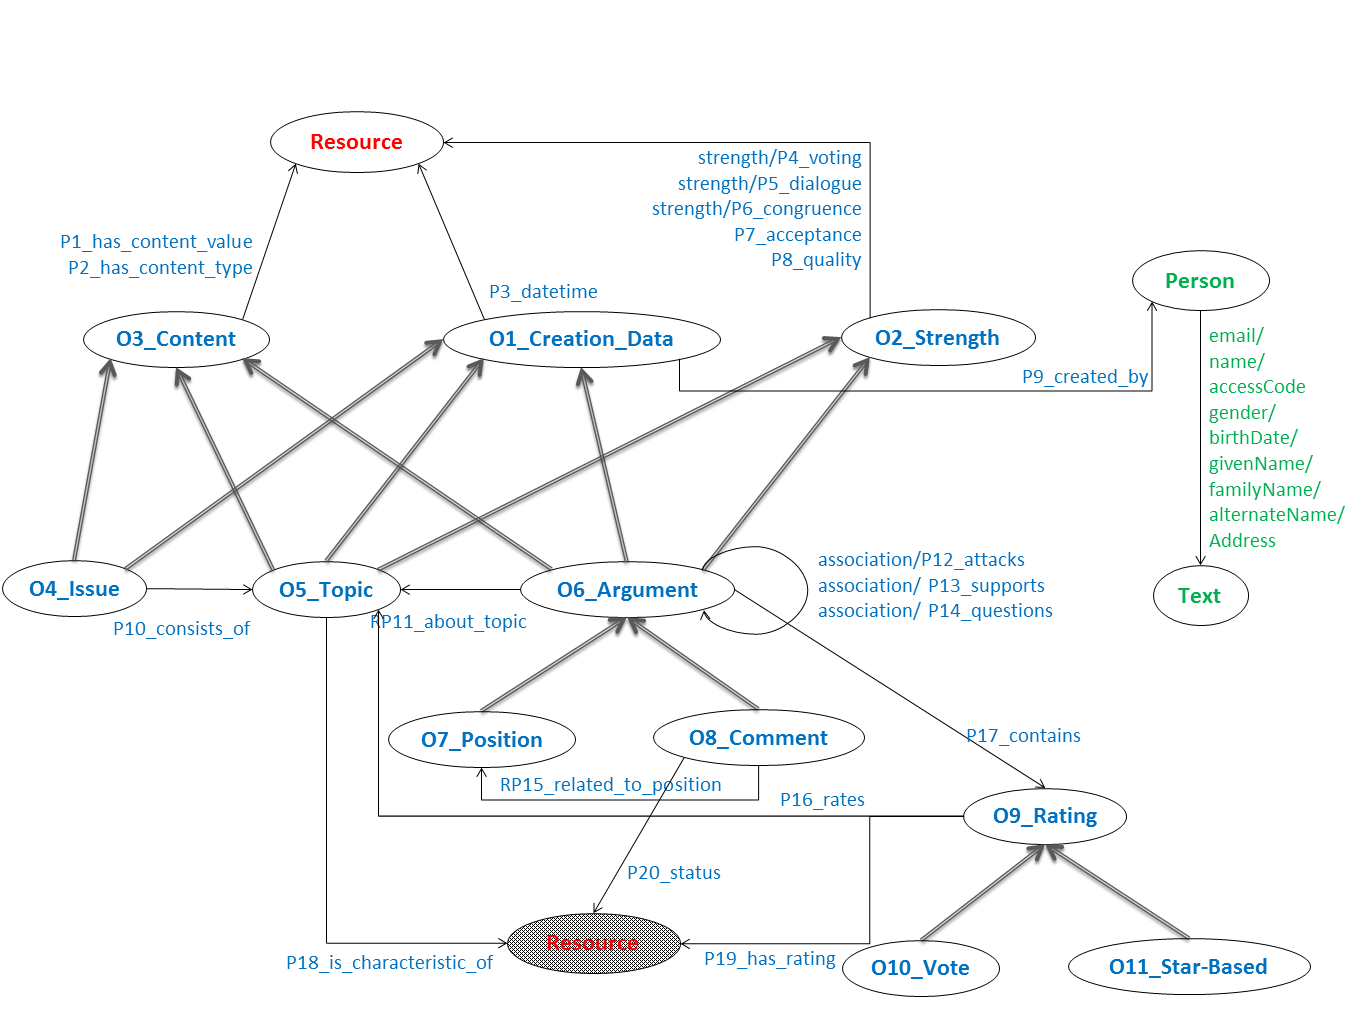 Resource
strength/P4_voting
strength/P5_dialogue
strength/P6_congruence
P7_acceptance
P8_quality
P1_has_content_value
P2_has_content_type
P3_datetime
Person
O3_Content
O1_Creation_Data
O2_Strength
P9_created_by
email/
name/
accessCode
gender/
birthDate/
givenName/
familyName/
alternateName/
Address
O4_Issue
O5_Topic
O6_Argument
association/P12_attacks
association/ P13_supports
association/ P14_questions
Text
P10_consists_of
RP11_about_topic
O7_Position
O8_Comment
P17_contains
RP15_related_to_position
P16_rates
O9_Rating
P20_status
Resource
P18_is_characteristic_of
P19_has_rating
O10_Vote
O11_Star-Based